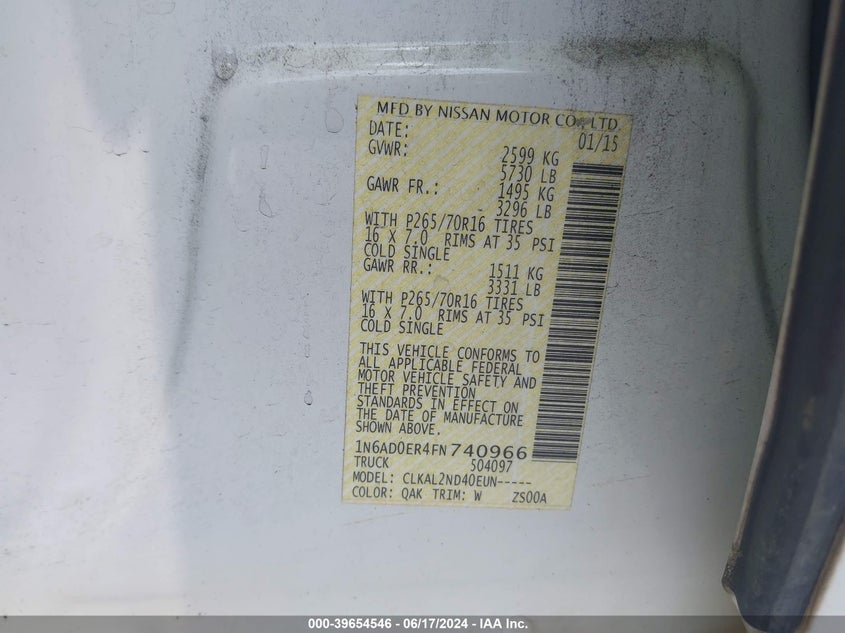 MFD BY NISSAN MOTOR CO., LTD
DATE: 01/15
GVWR: 2599 KG
5730 LB
GAWR FR.: 1495 KG
3296 LB
WITH P265/70R16 TIRES
16 X 7.0 RIMS AT 35 PSI
COLD SINGLE
GAWR RR.: 1511 KG
3331 LB
WITH P265/70R16 TIRES
16 X 7.0 RIMS AT 35 PSI
COLD SINGLE
THIS VEHICLE CONFORMS TO
ALL APPLICABLE FEDERAL
MOTOR VEHICLE SAFETY AND
THEFT PREVENTION
STANDARDS IN EFFECT ON
THE DATE OF MANUFACTURE
SHOWN ABOVE.
1N6AD0ER4FN740966
TRUCK 504097
MODEL: CLKAL2ND40EUN-----
COLOR: QAK TRIM: W ZS00A
000-39654546 - 06/17/2024 - IAA Inc.